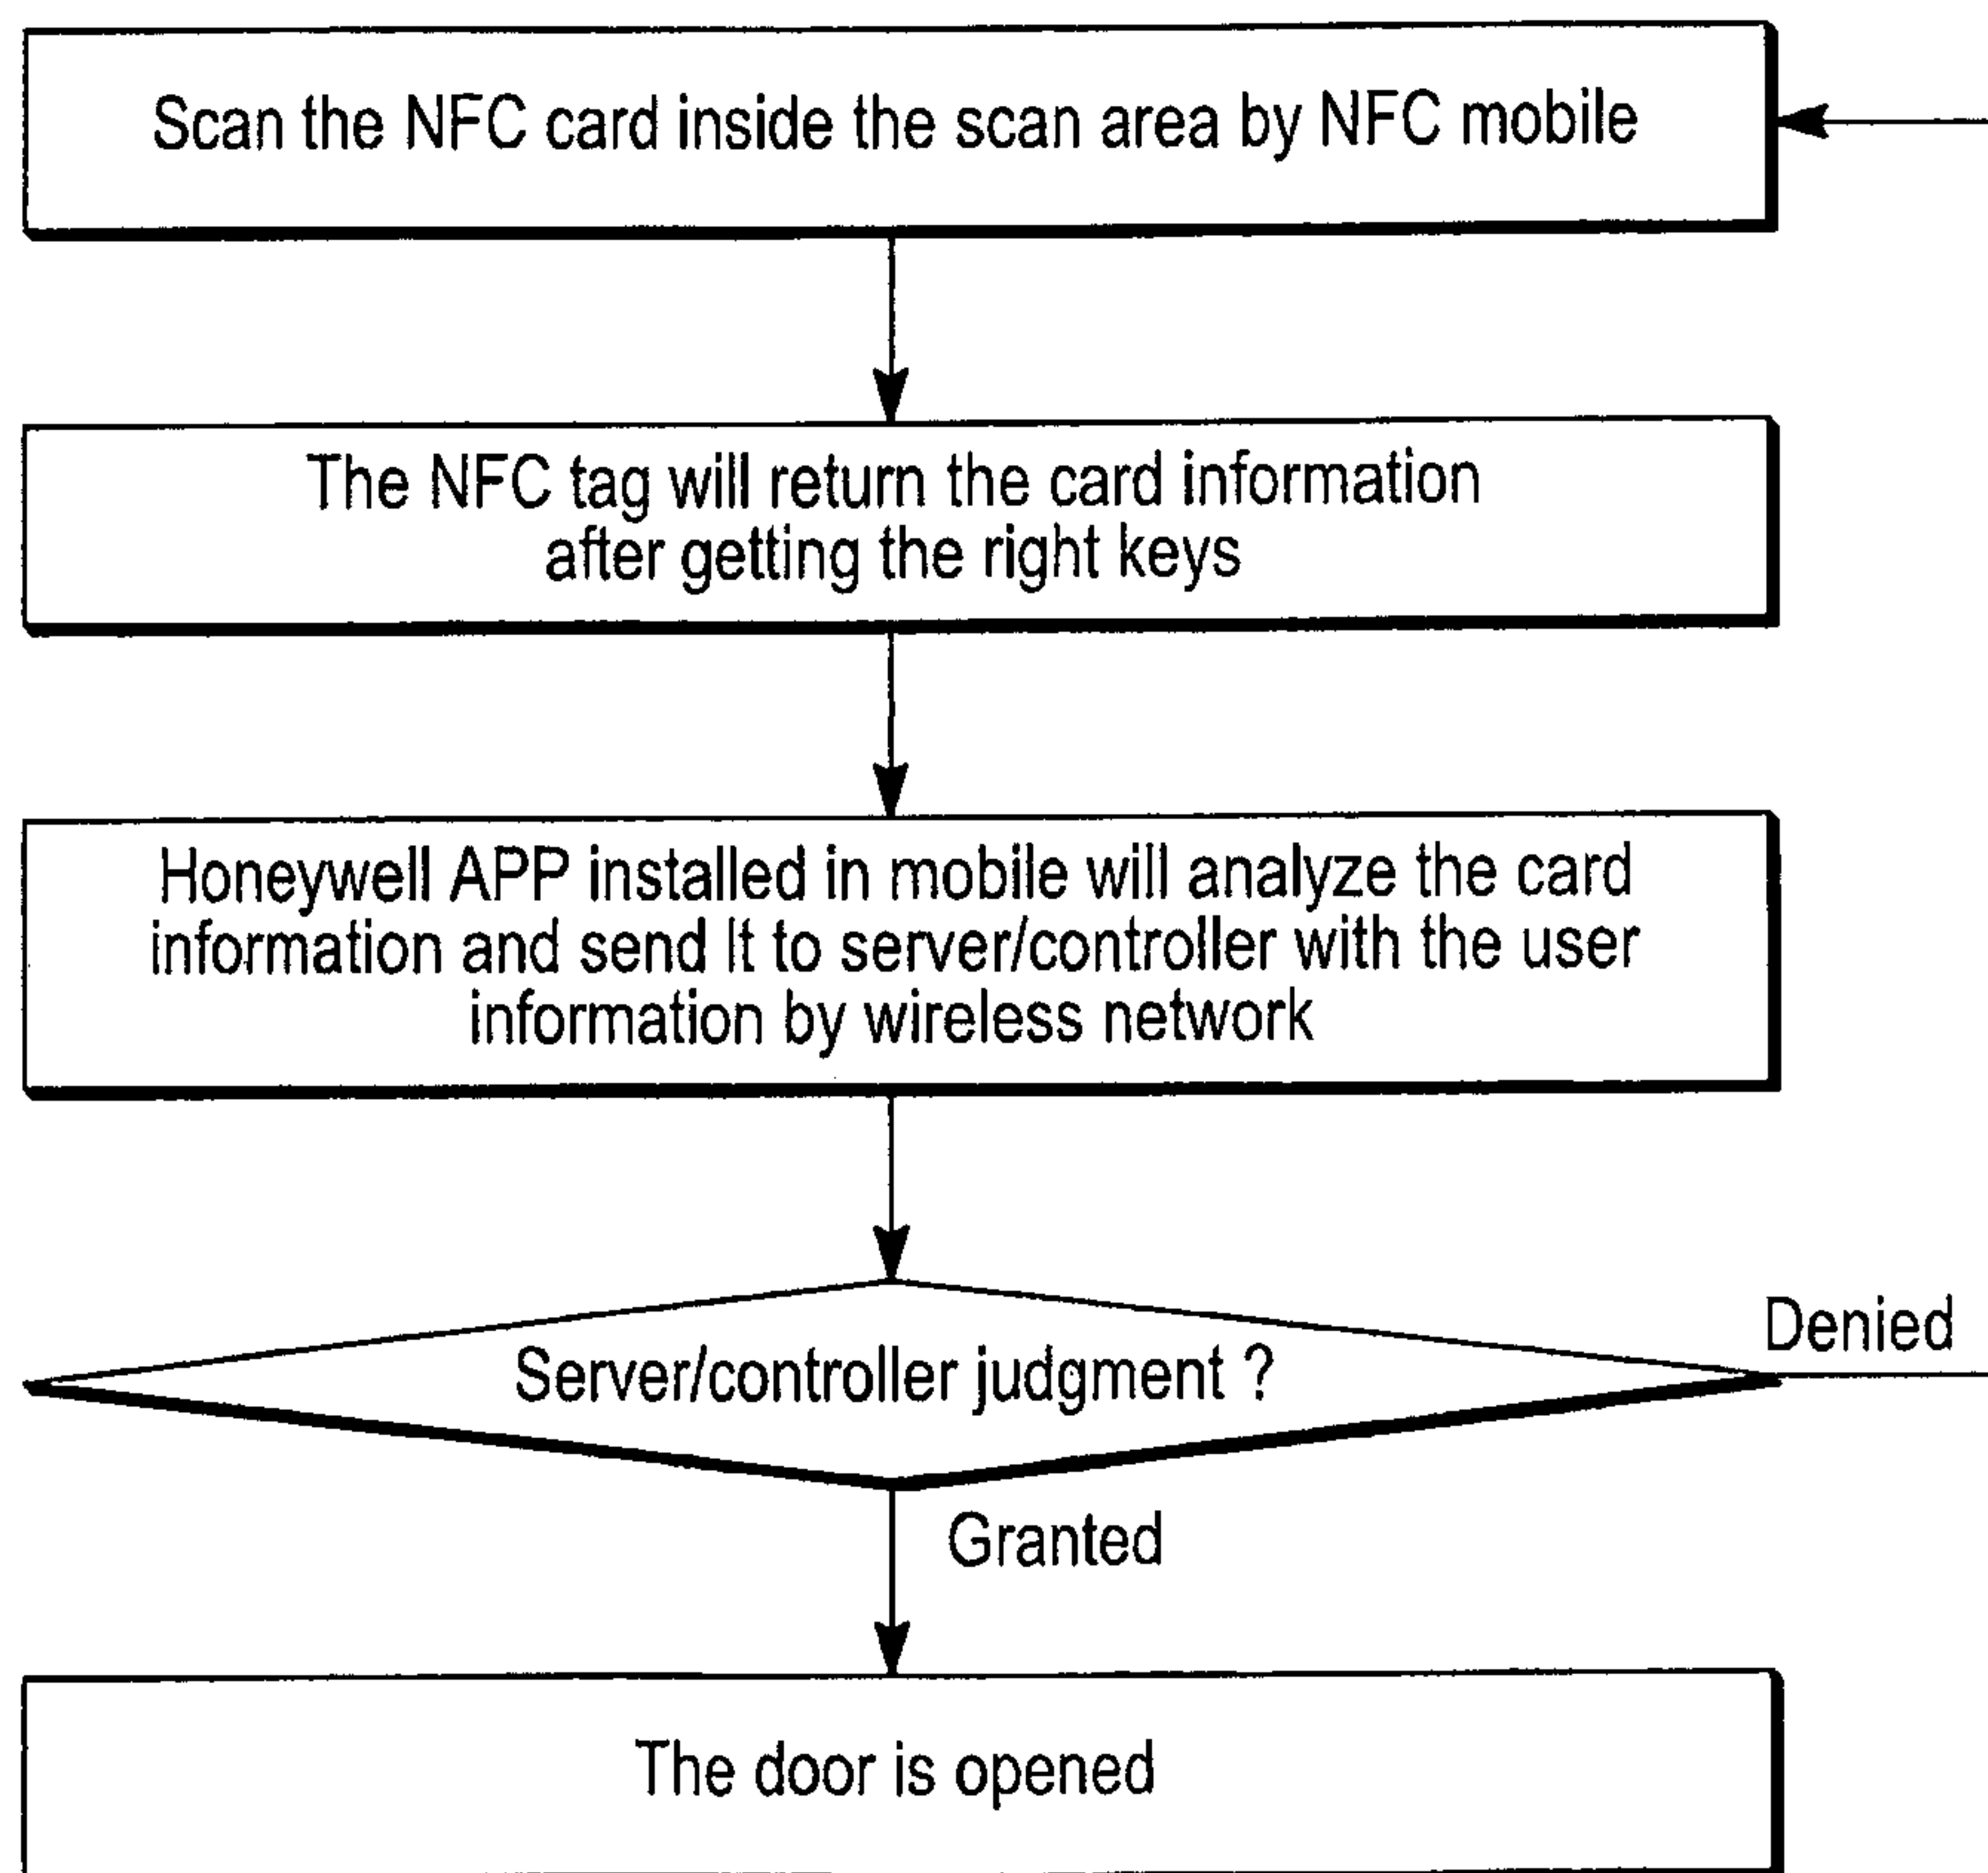 Scan the NFC card inside the scan area by NFC mobile
The NFC tag will return the card information
after getting the right keys
Honeywell APP installed in mobile will analyze the card
information and send It to server/controller with the user
information by wireless network
Server/controller judgment ?
Denied
Granted
The door is opened